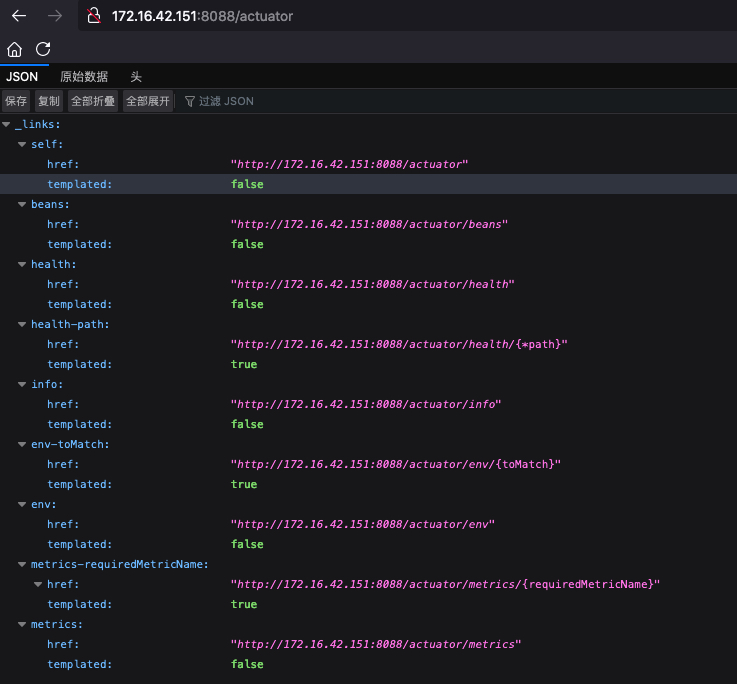 172.16.42.151:8088/actuator
JSON 原始数据 头
保存 复制 全部折叠 全部展开 过滤 JSON
_links:
self:
href: "http://172.16.42.151:8088/actuator"
templated: false
beans:
href: "http://172.16.42.151:8088/actuator/beans"
templated: false
health:
href: "http://172.16.42.151:8088/actuator/health"
templated: false
health-path:
href: "http://172.16.42.151:8088/actuator/health/{*path}"
templated: true
info:
href: "http://172.16.42.151:8088/actuator/info"
templated: false
env-toMatch:
href: "http://172.16.42.151:8088/actuator/env/{toMatch}"
templated: true
env:
href: "http://172.16.42.151:8088/actuator/env"
templated: false
metrics-requiredMetricName:
href: "http://172.16.42.151:8088/actuator/metrics/{requiredMetricName}"
templated: true
metrics:
href: "http://172.16.42.151:8088/actuator/metrics"
templated: false